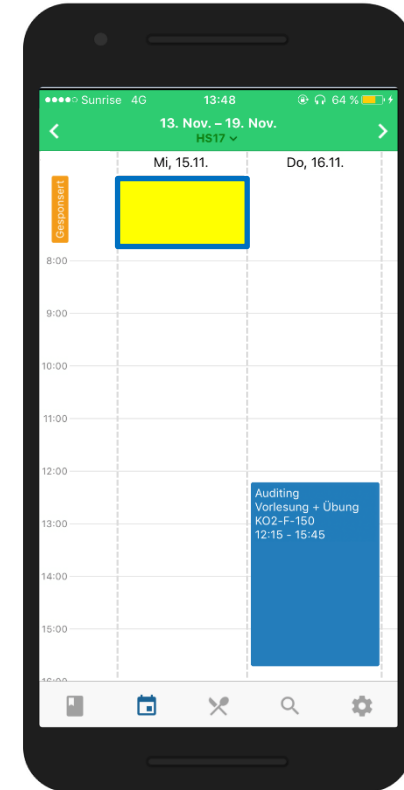 Sunrise 4G 13:48 64 %
13. Nov. – 19. Nov.
HS17
Mi, 15.11. Do, 16.11.
Gesponsert
8:00
9:00
10:00
11:00
12:00
Auditing
Vorlesung + Übung
KO2-F-150
12:15 - 15:45
13:00
14:00
15:00
16:00